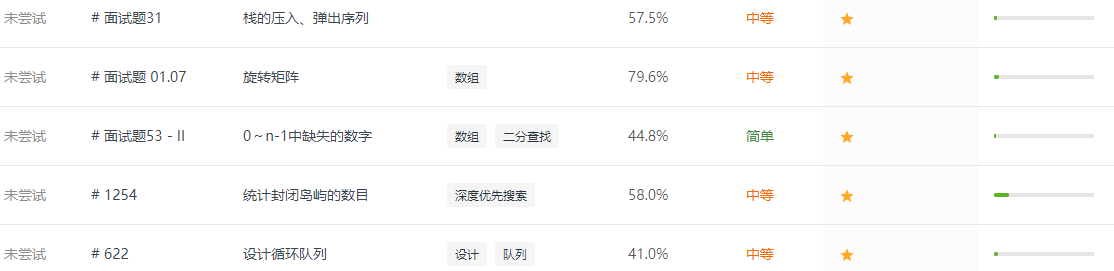 未尝试 # 面试题31 栈的压入、弹出序列 57.5% 中等
未尝试 # 面试题 01.07 旋转矩阵 数组 79.6% 中等
未尝试 # 面试题53 - II 0～n-1中缺失的数字 数组 二分查找 44.8% 简单
未尝试 # 1254 统计封闭岛屿的数目 深度优先搜索 58.0% 中等
未尝试 # 622 设计循环队列 设计 队列 41.0% 中等